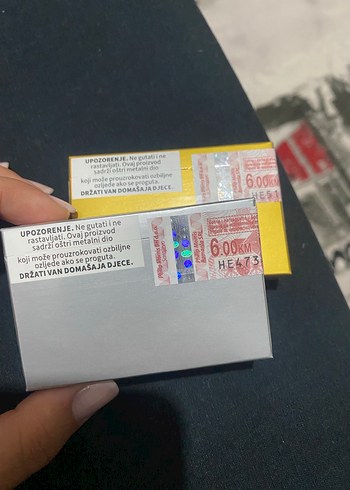 UPOZORENJE. Ne gutati i ne
rastavljati. Ovaj proizvod
sadrži oštri metalni dio
koji može prouzrokovati ozbiljne
ozljede ako se proguta.
DRŽATI VAN DOMAŠAJA DJECE.
6.00KM
HE51
UPOZORENJE. Ne gutati i ne
rastavljati. Ovaj proizvod
sadrži oštri metalni dio
koji može prouzrokovati ozbiljne
ozljede ako se proguta.
DRŽATI VAN DOMAŠAJA DJECE.
6.00KM
HE473